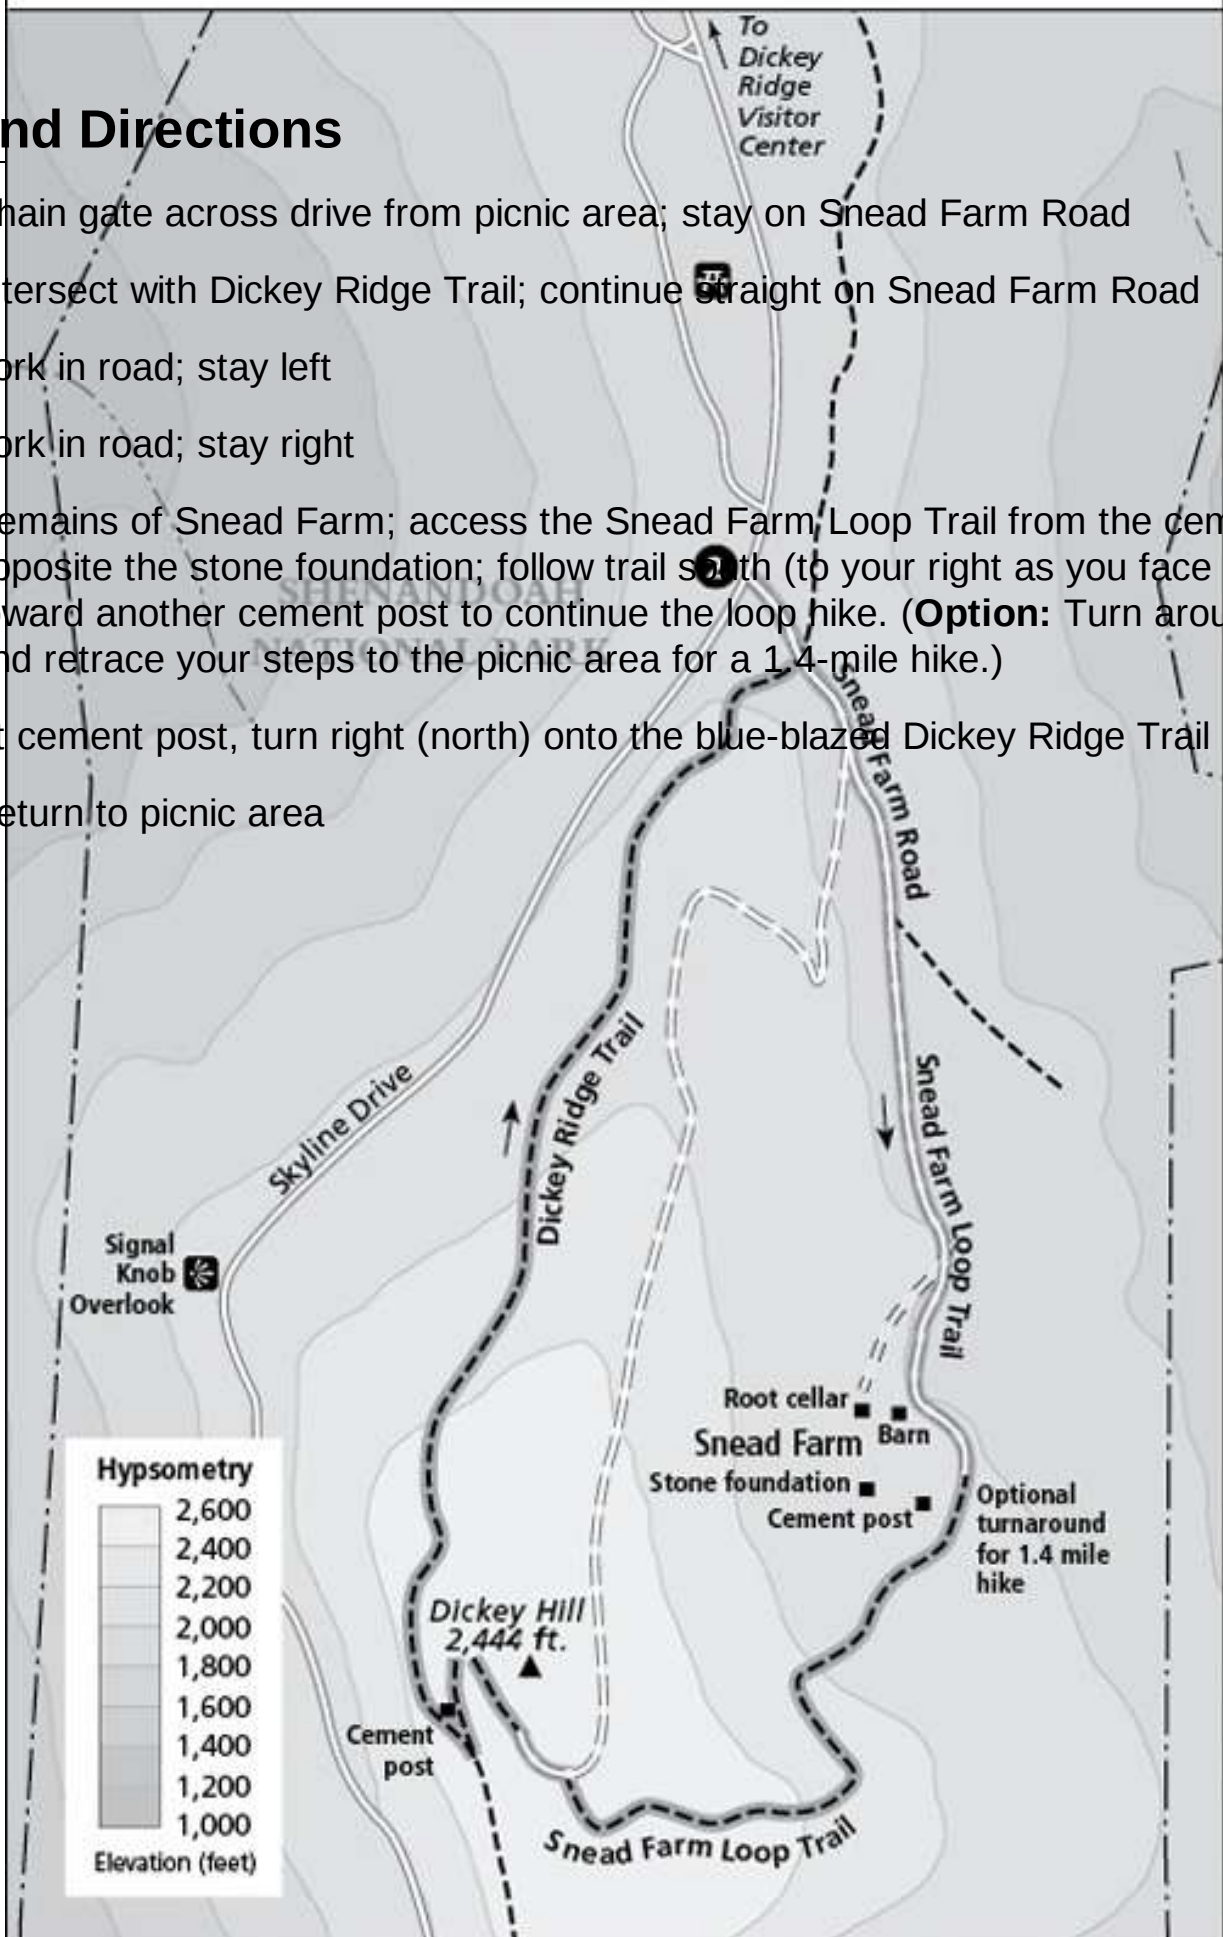 To
Dickey
Ridge
Visitor
Center
nd Directions
hain gate across drive from picnic area; stay on Snead Farm Road
tersect with Dickey Ridge Trail; continue straight on Snead Farm Road
ork in road; stay left
ork in road; stay right
emains of Snead Farm; access the Snead Farm Loop Trail from the cem
pposite the stone foundation; follow trail south (to your right as you face
oward another cement post to continue the loop hike. (Option: Turn arou
nd retrace your steps to the picnic area for a 1.4-mile hike.)
t cement post, turn right (north) onto the blue-blazed Dickey Ridge Trail
eturn to picnic area
SHENANDOAH
NATIONAL PARK
Snead Farm Road
Dickey Ridge Trail
Skyline Drive
Snead Farm Loop Trail
Signal
Knob
Overlook
Root cellar
Barn
Snead Farm
Stone foundation
Cement post
Optional
turnaround
for 1.4 mile
hike
Hypsometry
2,600
2,400
2,200
2,000
1,800
1,600
1,400
1,200
1,000
Elevation (feet)
Dickey Hill
2,444 ft.
Cement
post
Snead Farm Loop Trail